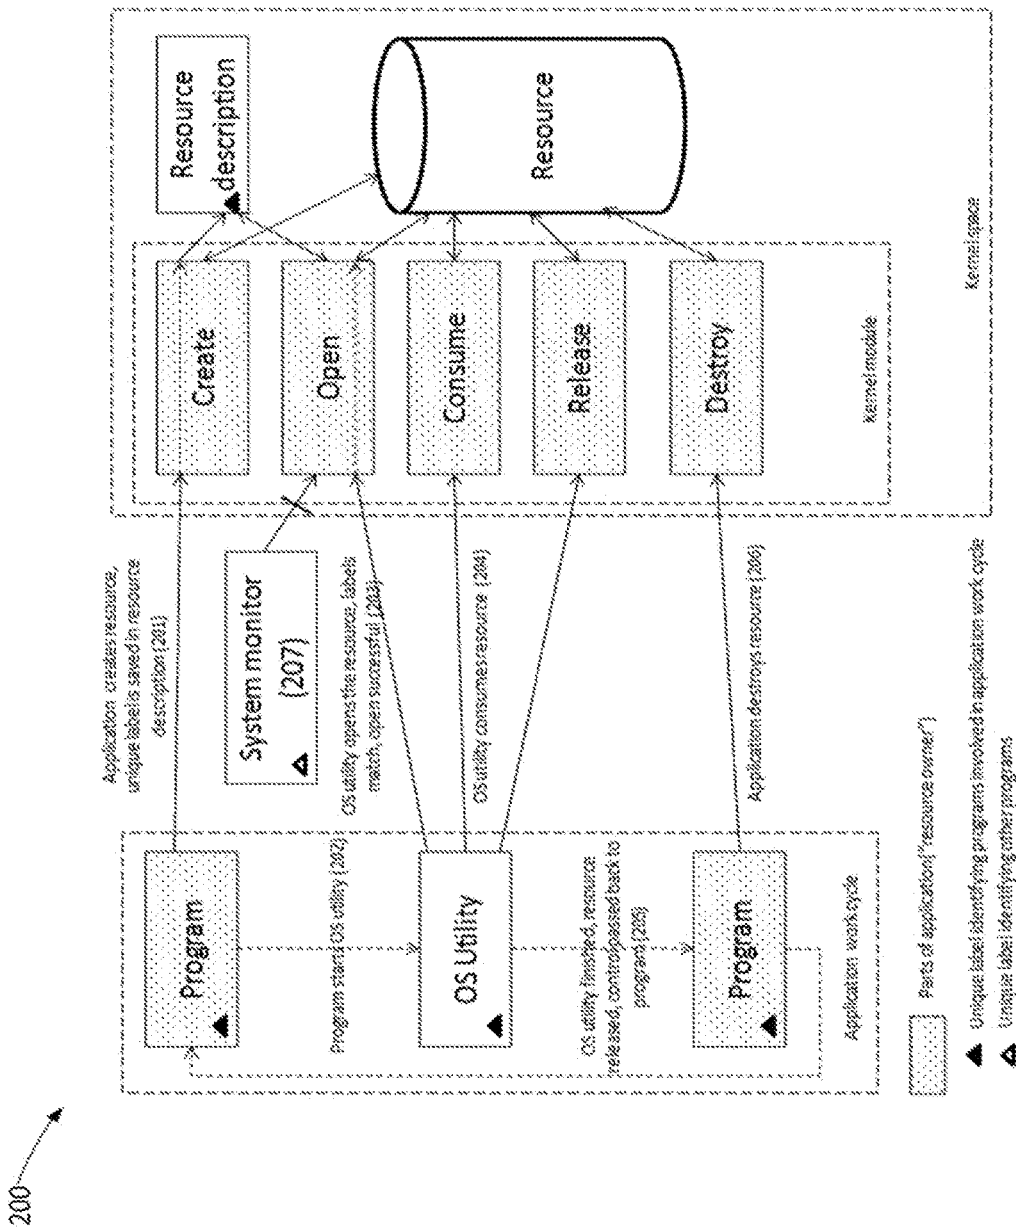 200
Application creates resource,
unique label is saved in resource
description (201)
Program
Program starts OS utility (202)
System monitor
(207)
OS utility opens the resource, labels
match, open successful (203)
OS Utility
OS utility consumes resource (204)
OS utility finished, resource
released, control passed back to
program (205)
Program
Application destroys resource (206)
Application work cycle
Create
Open
Consume
Release
Destroy
Kernel module
Resource
description
Resource
Kernel space
Parts of application("resource owner")
Unique label identifying programs involved in application work cycle
Unique label identifying other programs